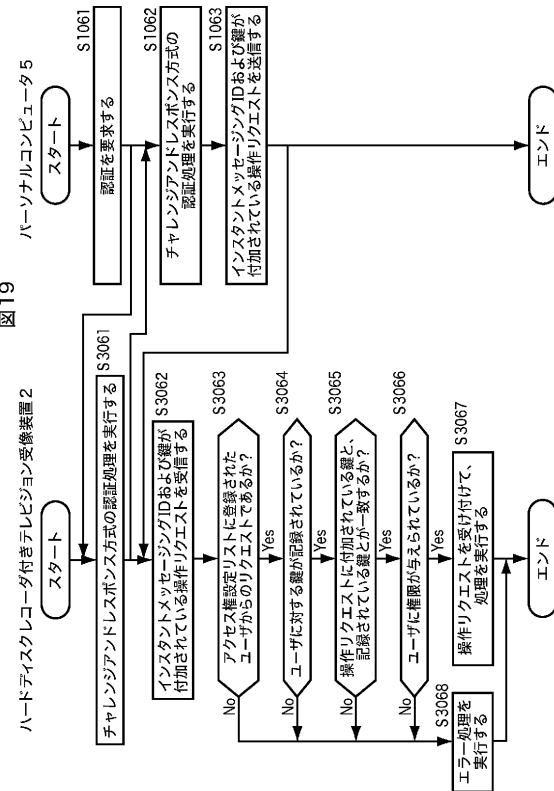 図19
ハードディスクレコーダ付きテレビジョン受像装置2
スタート
S3061
チャレンジアンドレスポンス方式の認証処理を実行する
S3062
インスタントメッセージングIDおよび鍵が
付加されている操作リクエストを受信する
S3063
アクセス権設定リストに登録された
ユーザからのリクエストであるか?
No
Yes
S3064
ユーザに対する鍵が記録されているか?
No
Yes
S3065
操作リクエストに付加されている鍵と、
記録されている鍵とが一致するか?
No
Yes
S3066
ユーザに権限が与えられているか?
No
Yes
S3067
操作リクエストを受け付けて、
処理を実行する
S3068
エラー処理を
実行する
エンド
パーソナルコンピュータ5
スタート
S1061
認証を要求する
S1062
チャレンジアンドレスポンス方式の
認証処理を実行する
S1063
インスタントメッセージングIDおよび鍵が
付加されている操作リクエストを送信する
エンド